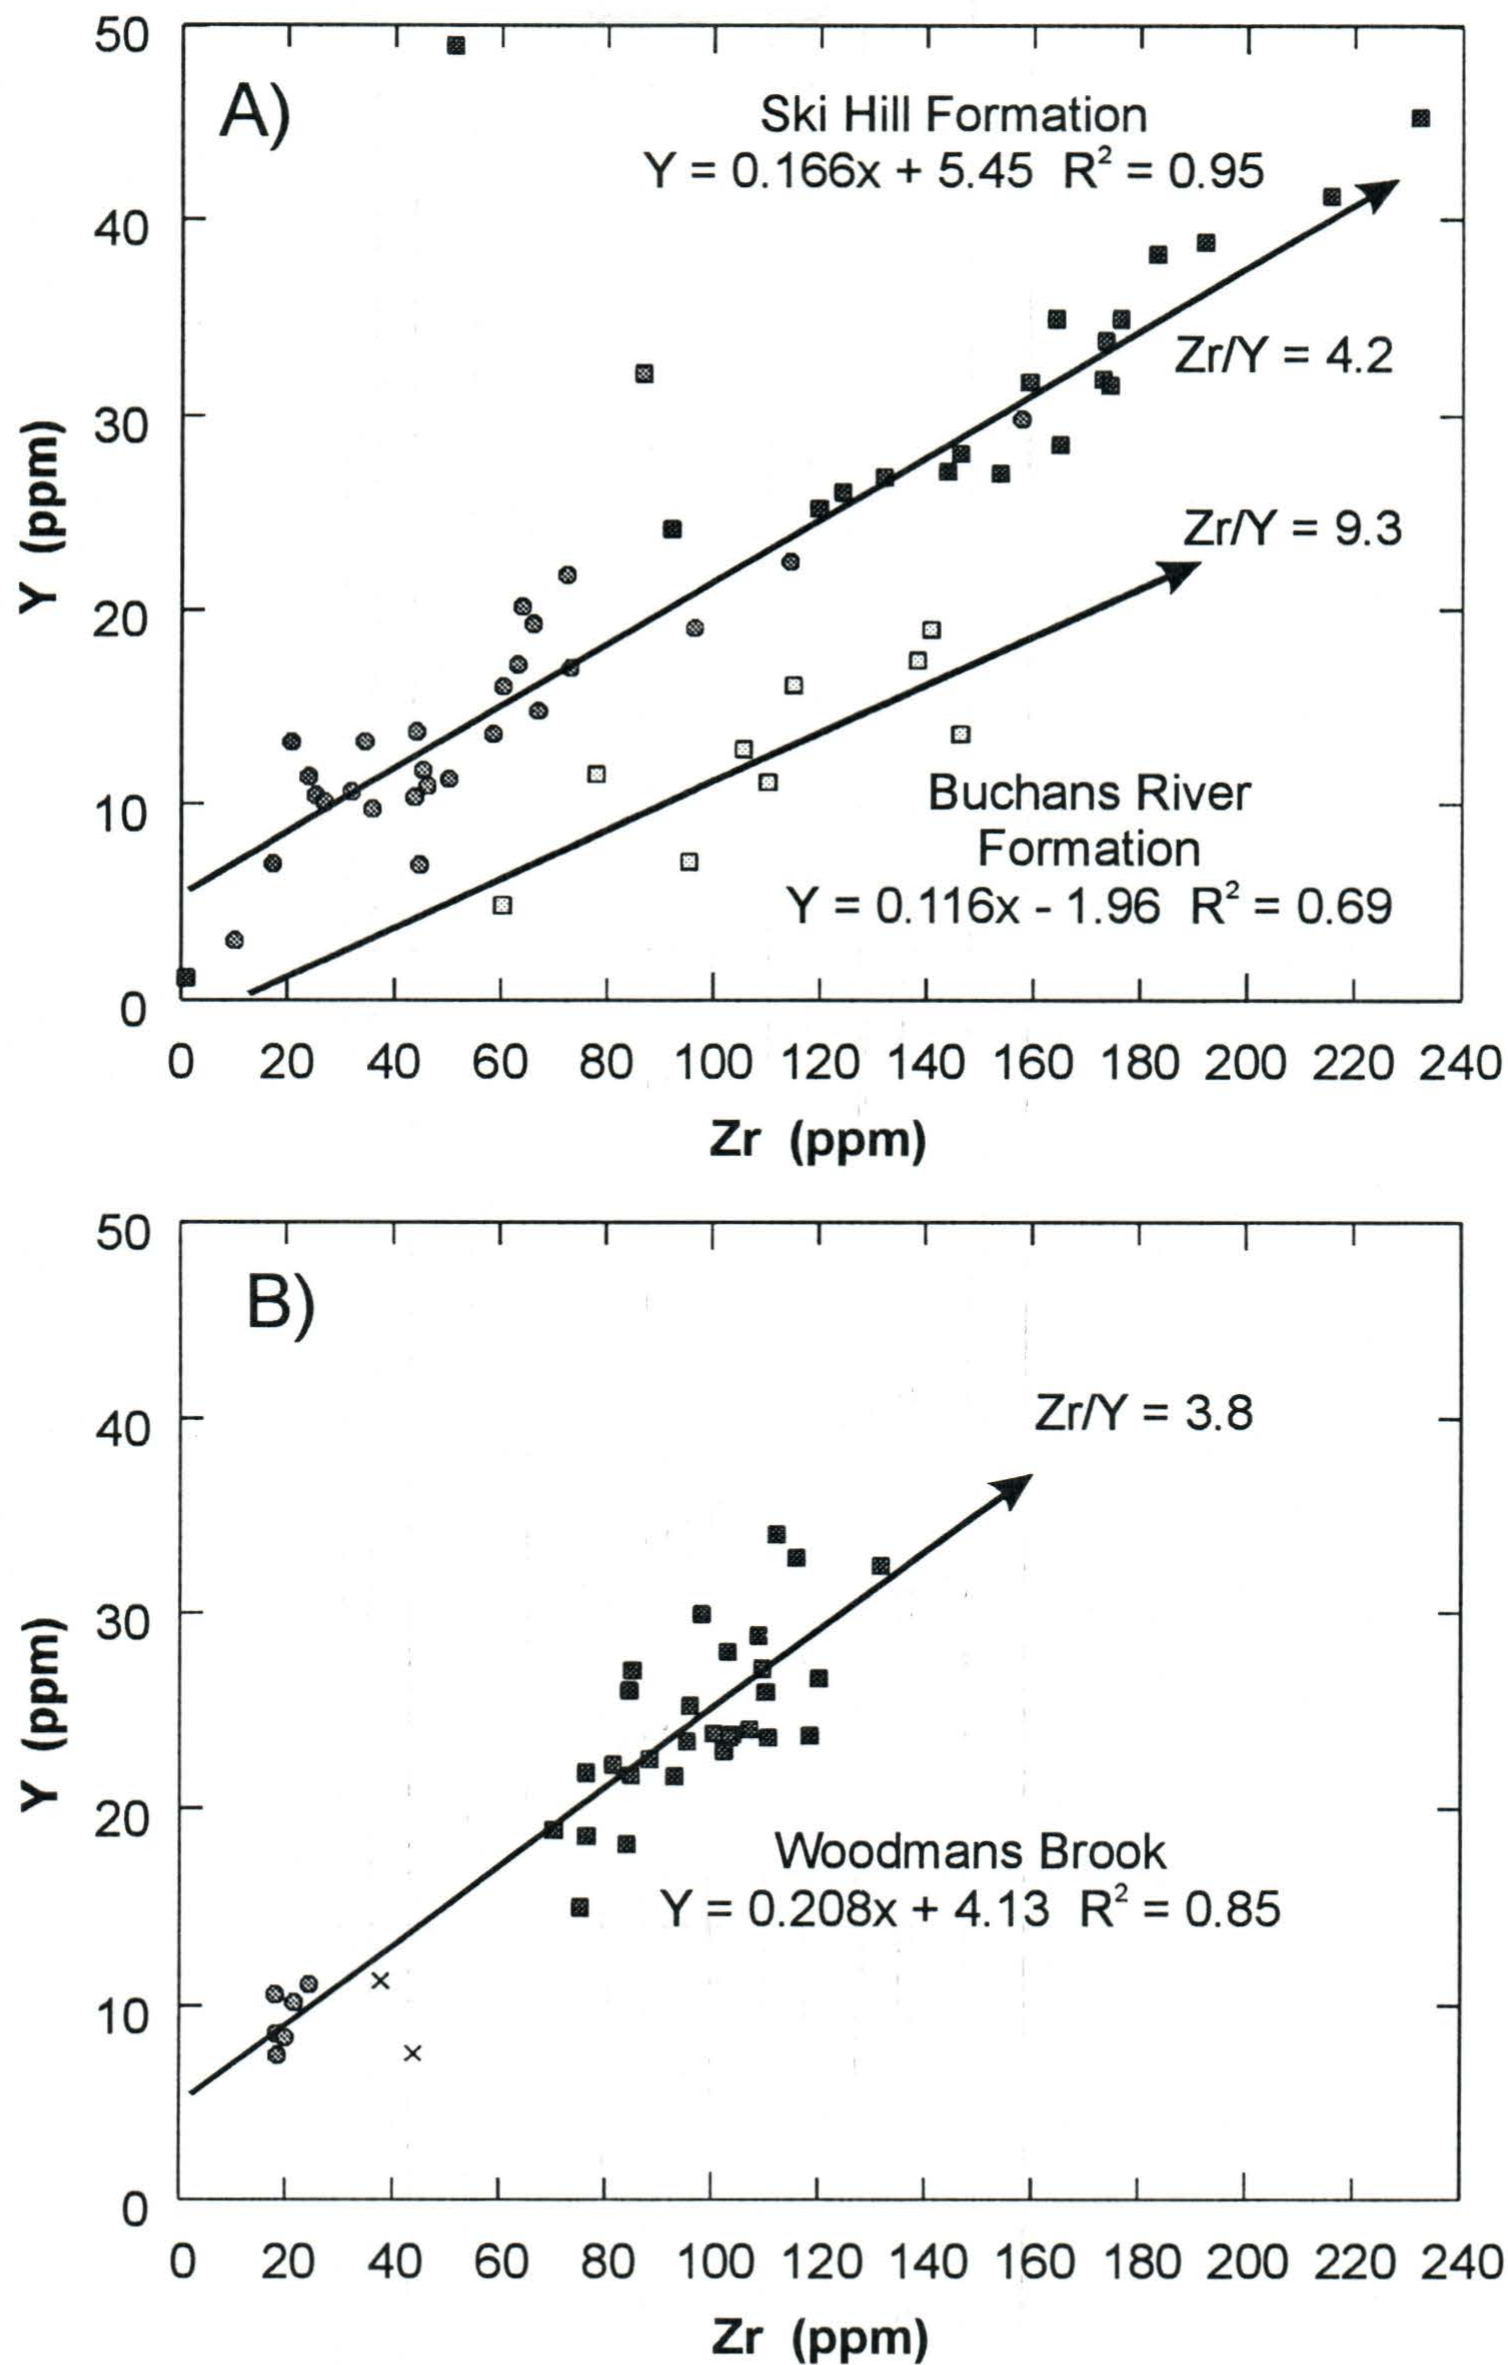 A)
Ski Hill Formation
Y = 0.166x + 5.45 R² = 0.95
Zr/Y = 4.2
Zr/Y = 9.3
Buchans River
Formation
Y = 0.116x - 1.96 R² = 0.69
50
40
30
20
10
0
Y (ppm)
0 20 40 60 80 100 120 140 160 180 200 220 240
Zr (ppm)
B)
Zr/Y = 3.8
Woodmans Brook
Y = 0.208x + 4.13 R² = 0.85
50
40
30
20
10
0
Y (ppm)
0 20 40 60 80 100 120 140 160 180 200 220 240
Zr (ppm)